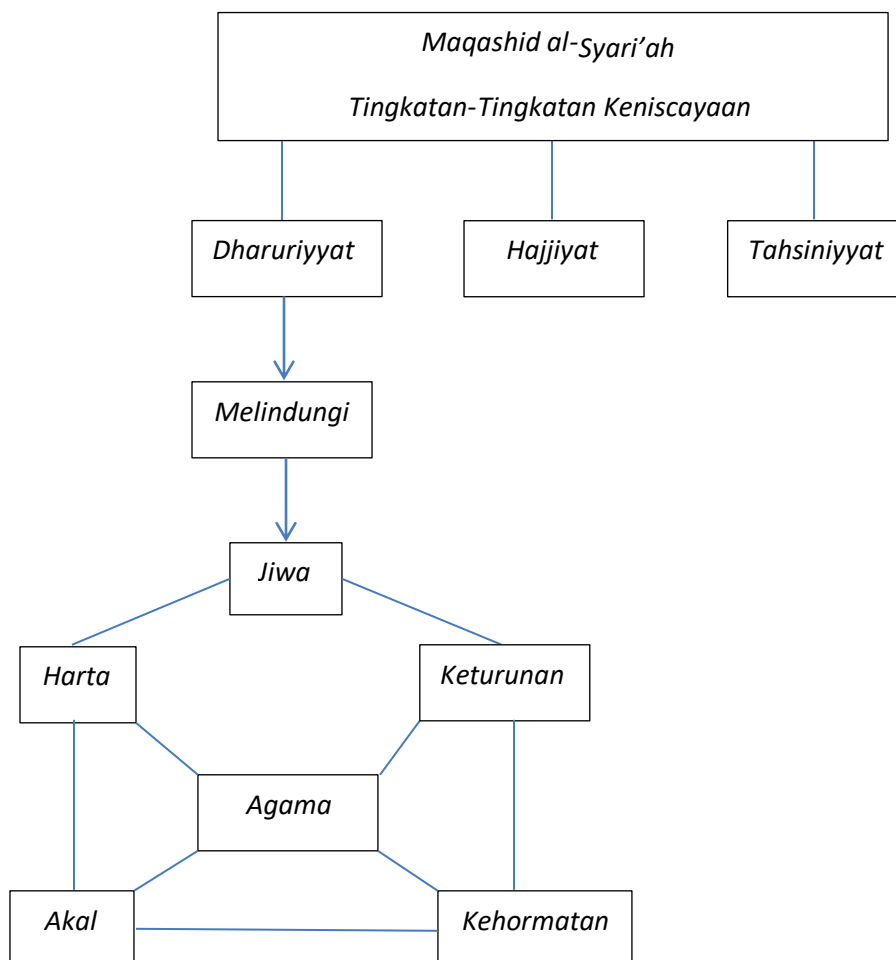 Maqashid al-Syari’ah
Tingkatan-Tingkatan Keniscayaan
Dharuriyyat
Hajjiyat
Tahsiniyyat
Melindungi
Jiwa
Harta
Keturunan
Agama
Akal
Kehormatan